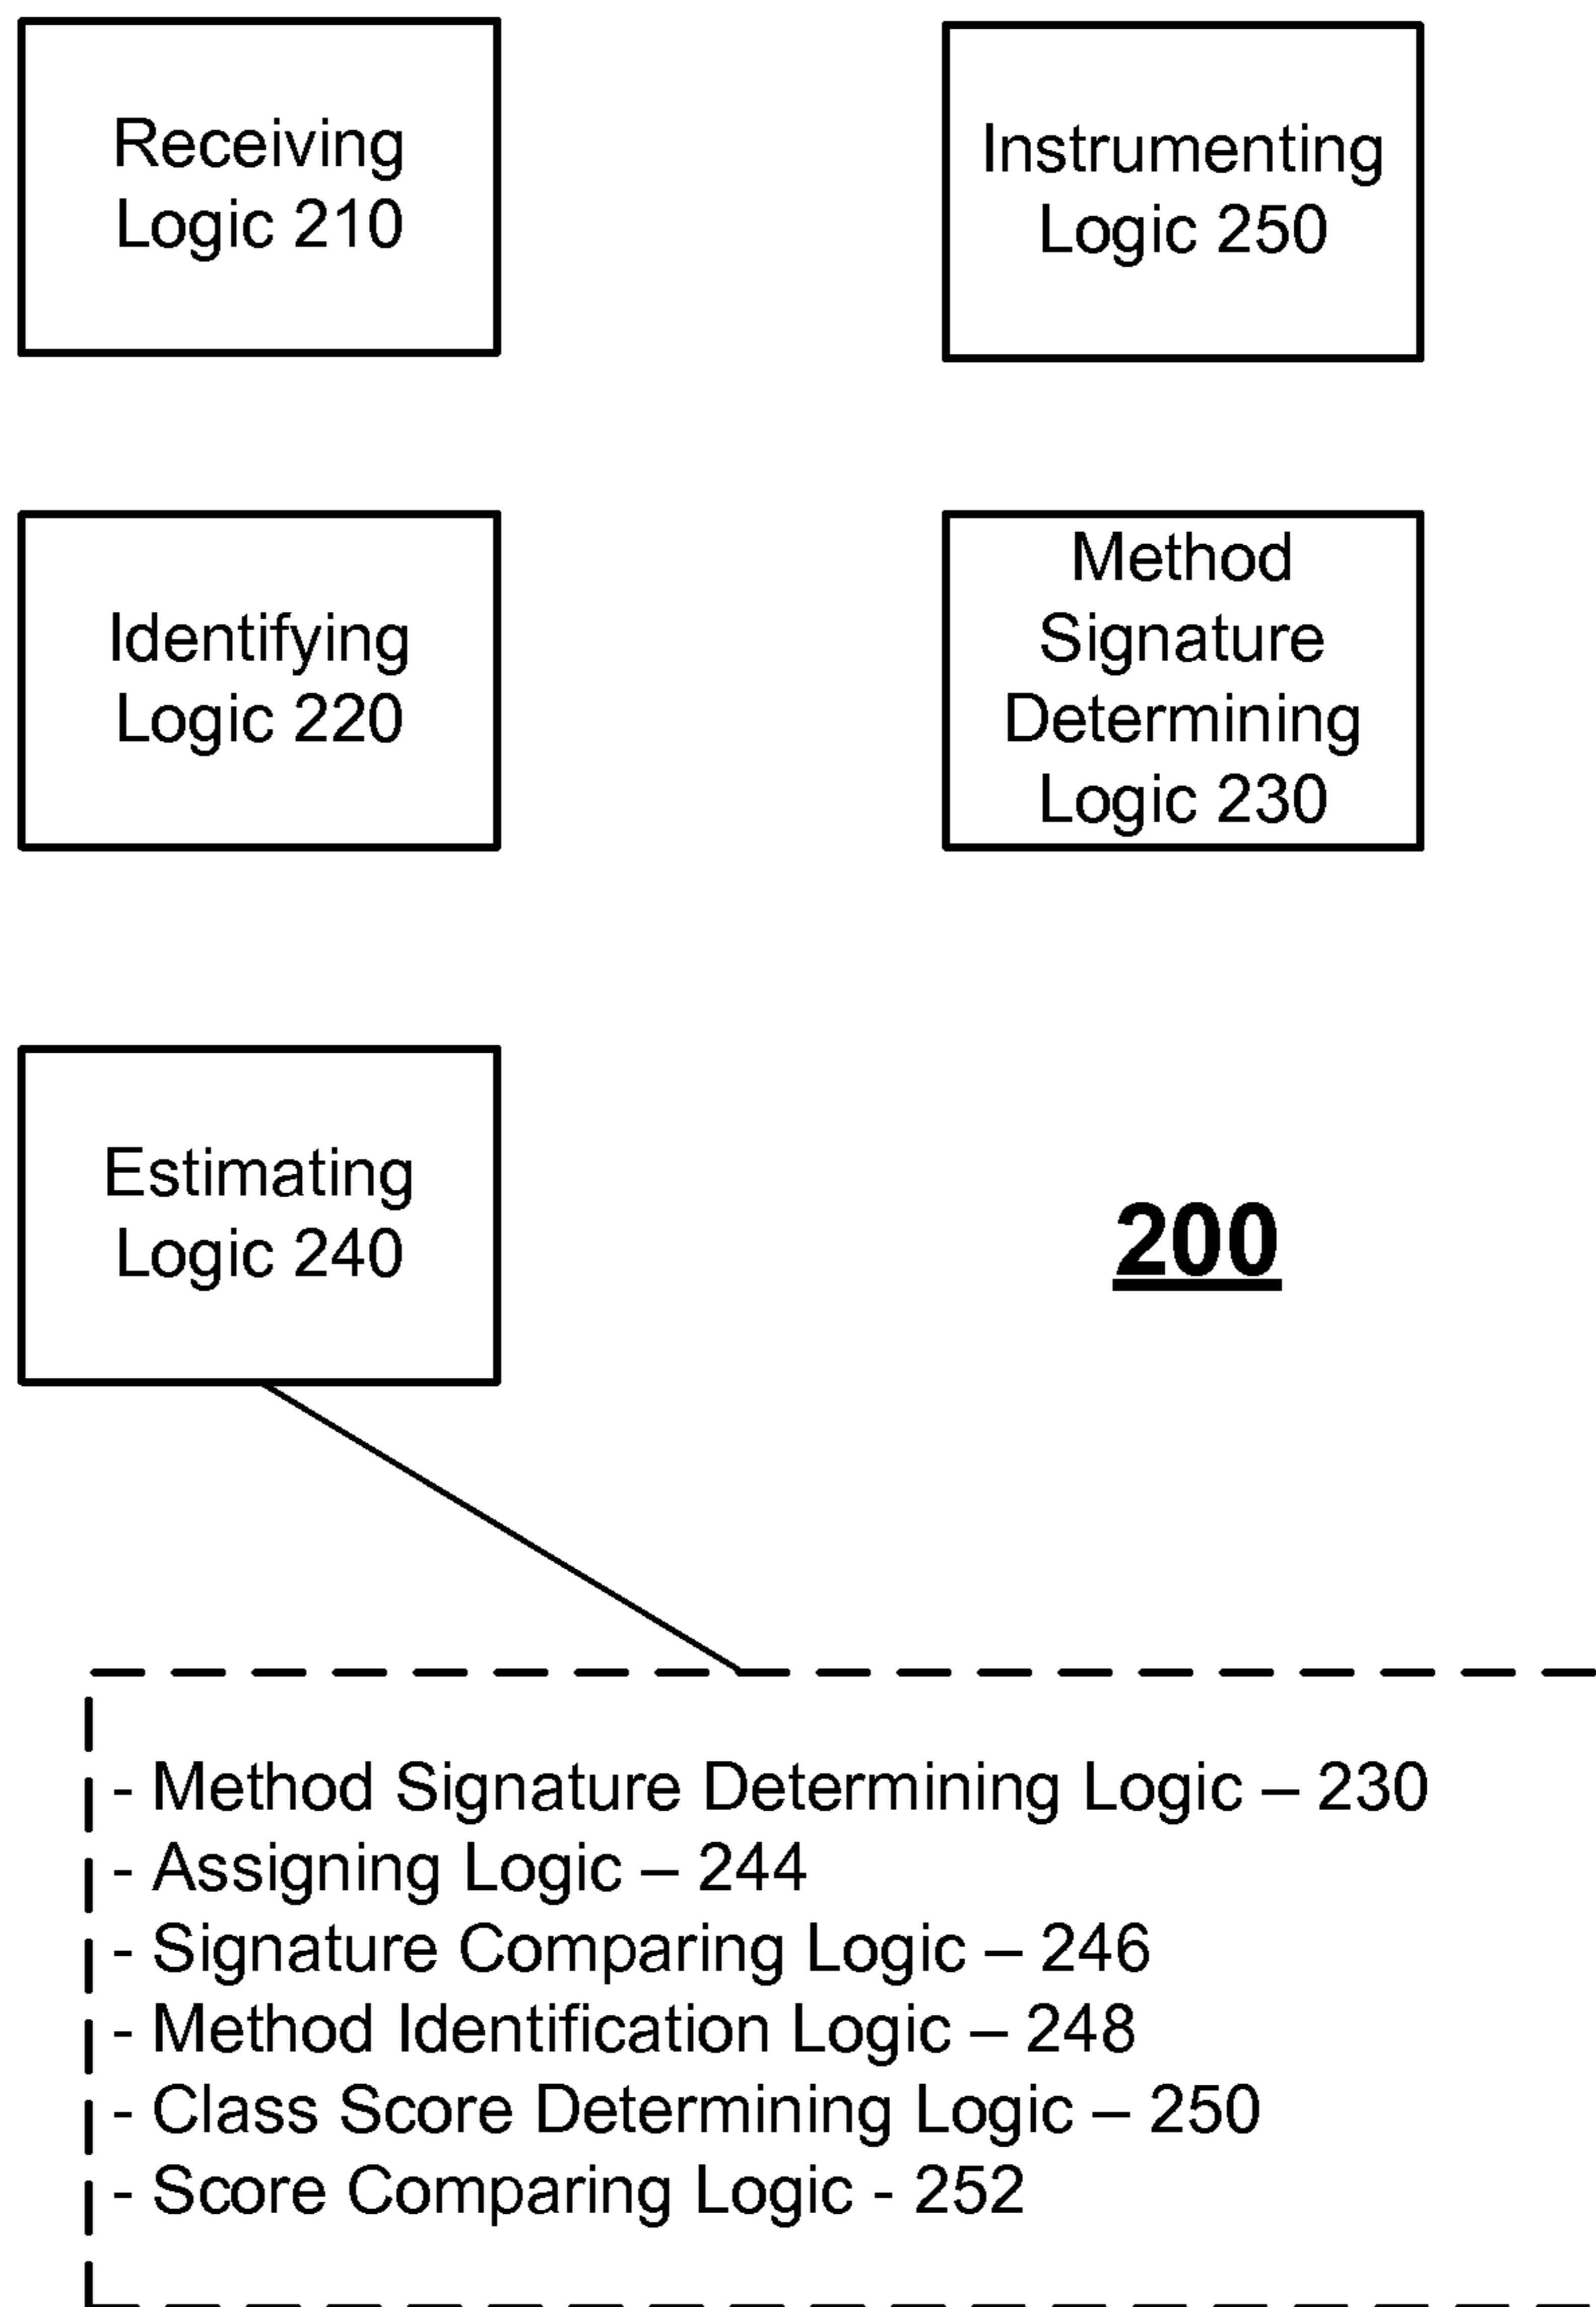 Receiving
Logic 210
Instrumenting
Logic 250
Identifying
Logic 220
Method
Signature
Determining
Logic 230
Estimating
Logic 240
200
- Method Signature Determining Logic – 230
- Assigning Logic – 244
- Signature Comparing Logic – 246
- Method Identification Logic – 248
- Class Score Determining Logic – 250
- Score Comparing Logic - 252